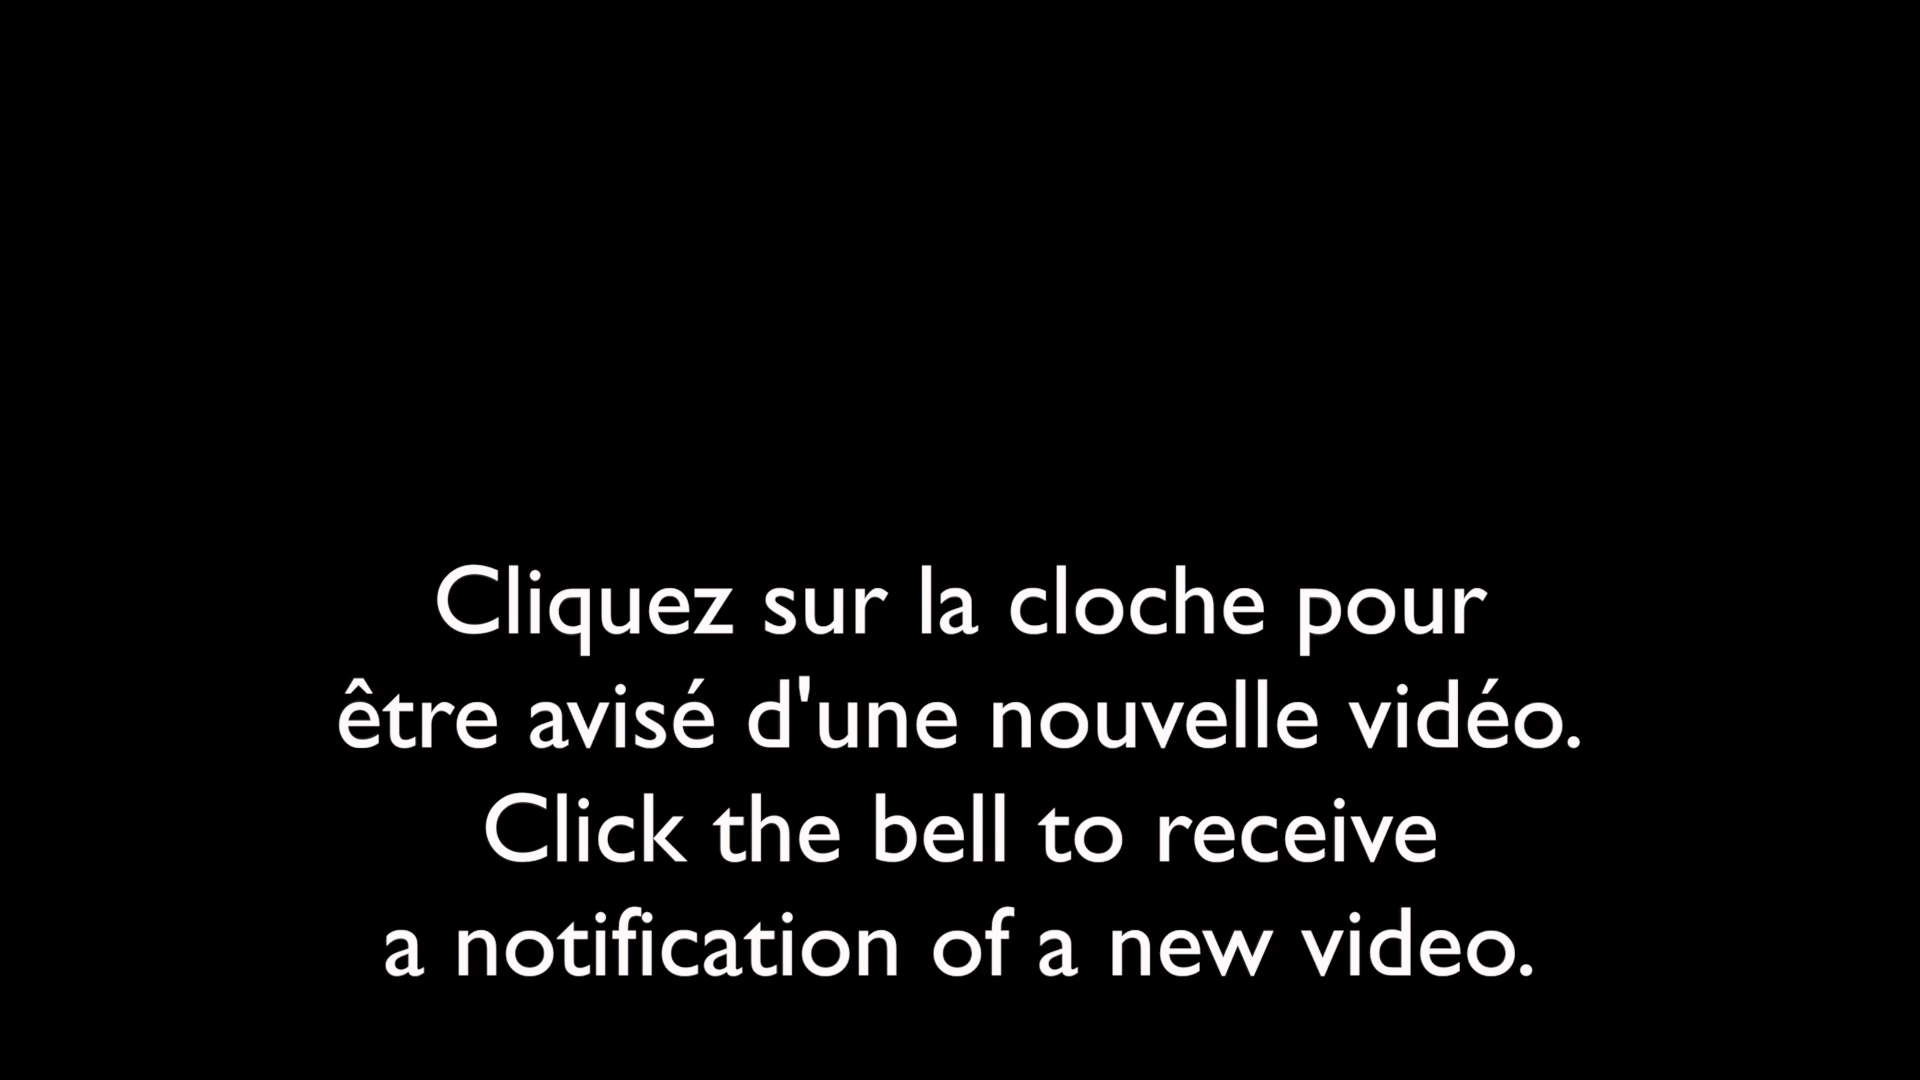 Cliquez sur la cloche pour
être avisé d'une nouvelle vidéo.
Click the bell to receive
a notification of a new video.